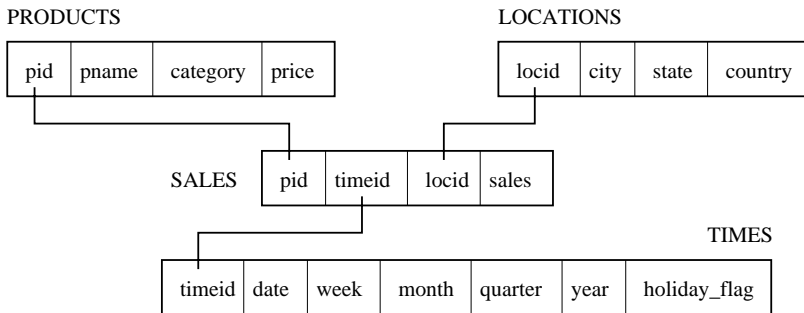 PRODUCTS LOCATIONS
pid pname category price locid city state country
SALES pid timeid locid sales
TIMES
timeid date week month quarter year holiday_flag